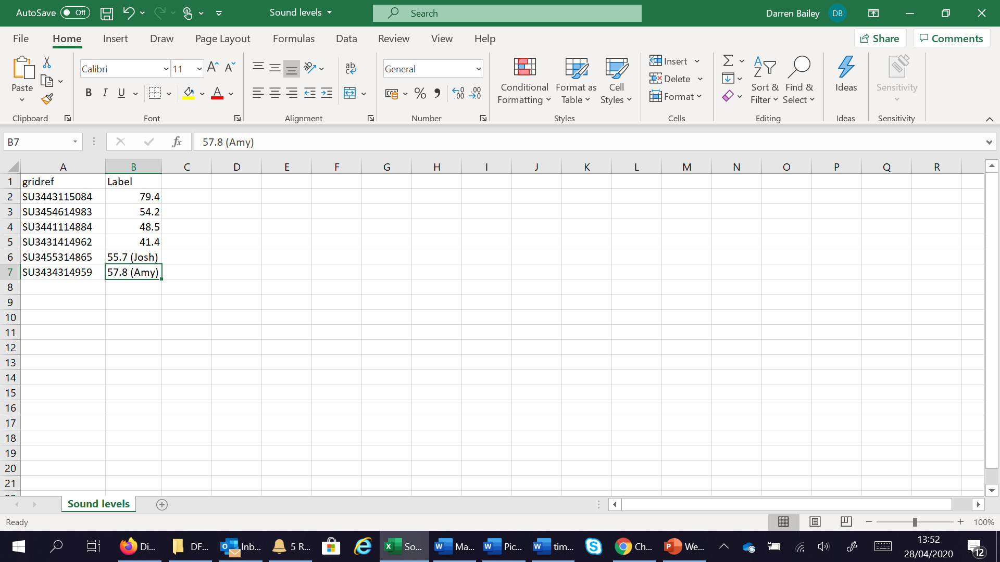 AutoSave Off Sound levels Search Darren Bailey DB
File Home Insert Draw Page Layout Formulas Data Review View Help Share Comments
Paste
Calibri 11
B I U A
ab
General
% .00 .00
Conditional Formatting
Format as Table
Cell Styles
Insert
Delete
Format
Sort & Filter
Find & Select
Ideas
Sensitivity
Clipboard Font Alignment Number Styles Cells Editing Ideas Sensitivity
B7 fx 57.8 (Amy)
A B C D E F G H I J K L M N O P Q R
1 gridref Label
2 SU3443115084 79.4
3 SU3454614983 54.2
4 SU3441114884 48.5
5 SU3431414962 41.4
6 SU3455314865 55.7 (Josh)
7 SU3434314959 57.8 (Amy)
8
9
10
11
12
13
14
15
16
17
18
19
20
21
Sound levels
Ready 100%
Di... DF... Inb... 5 R... So... Ma... Pic... tim... Ch... We... 13:52
28/04/2020 12